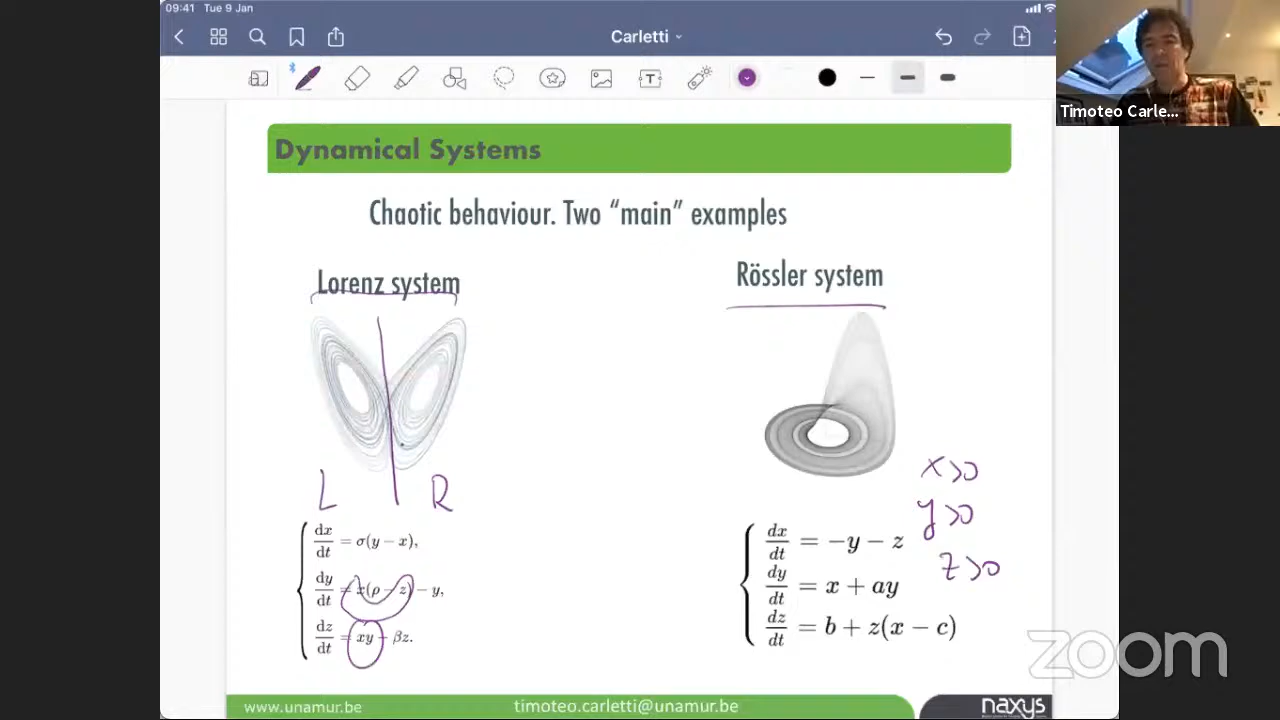 09:41 Tue 9 Jan
Carletti
Timoteo Carle...
Dynamical Systems
Chaotic behaviour. Two “main” examples
Lorenz system
Rössler system
L R
x>0
y>0
z>0
dx/dt = σ(y − x),
dy/dt = x(ρ − z) − y,
dz/dt = xy − βz.
dx/dt = −y − z
dy/dt = x + ay
dz/dt = b + z(x − c)
zoom
www.unamur.be
timoteo.carletti@unamur.be
naxys